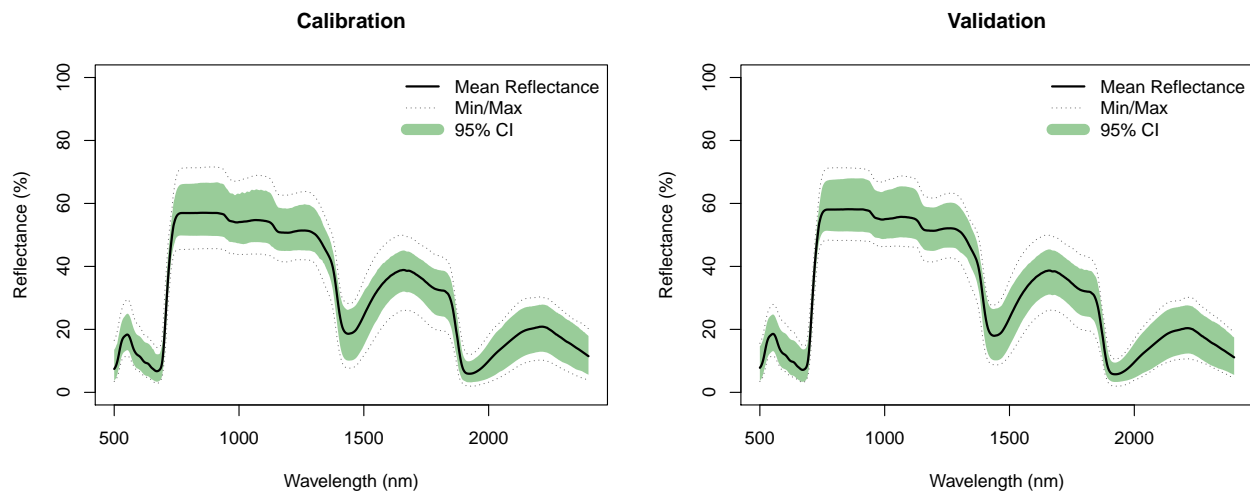 Calibration
Reflectance (%)
100
80
60
40
20
0
Mean Reflectance
Min/Max
95% CI
500
1000
1500
2000
Wavelength (nm)
Validation
Reflectance (%)
100
80
60
40
20
0
Mean Reflectance
Min/Max
95% CI
500
1000
1500
2000
Wavelength (nm)